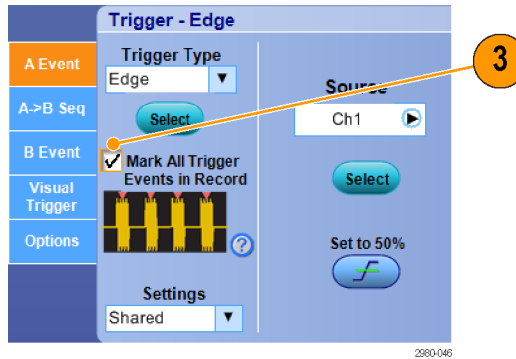 Trigger - Edge
A Event
A->B Seq
B Event
Visual
Trigger
Options
Trigger Type
Edge
Select
Mark All Trigger
Events in Record
?
Settings
Shared
Source
Ch1
Select
Set to 50%
3
2980-046